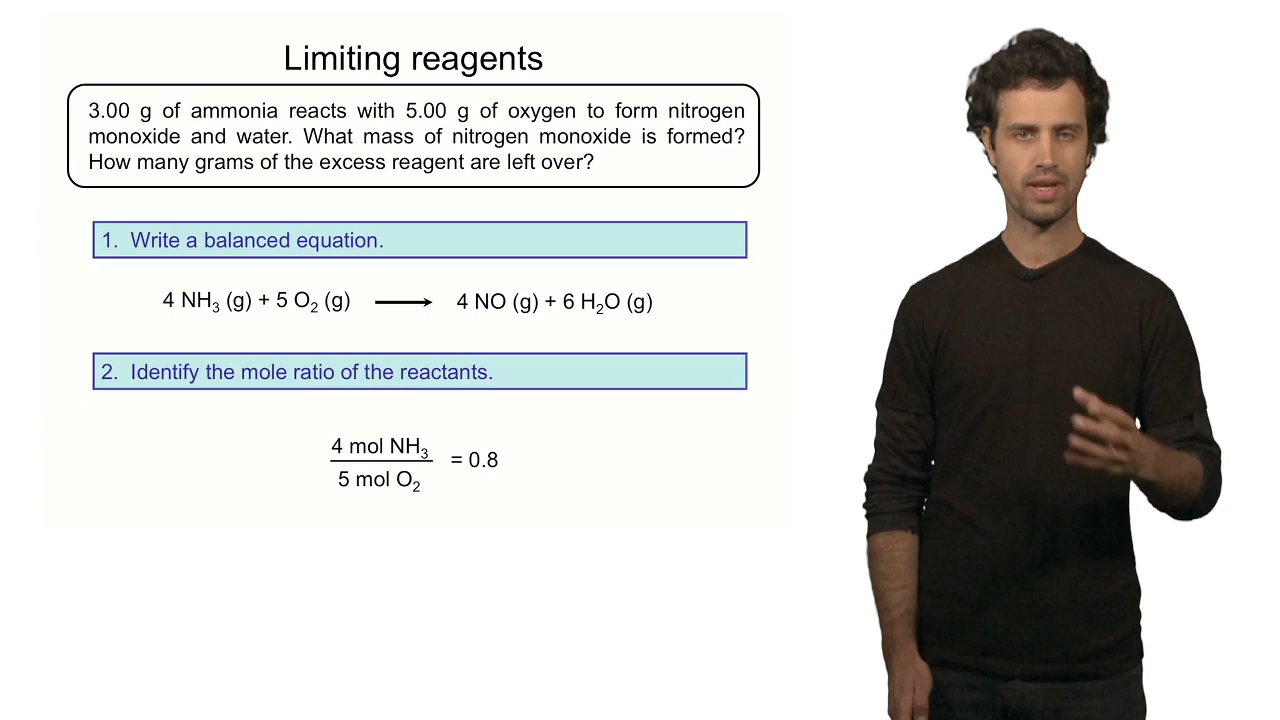 Limiting reagents
3.00 g of ammonia reacts with 5.00 g of oxygen to form nitrogen
monoxide and water. What mass of nitrogen monoxide is formed?
How many grams of the excess reagent are left over?
1. Write a balanced equation.
4 NH₃ (g) + 5 O₂ (g) ⟶ 4 NO (g) + 6 H₂O (g)
2. Identify the mole ratio of the reactants.
4 mol NH₃
5 mol O₂
= 0.8